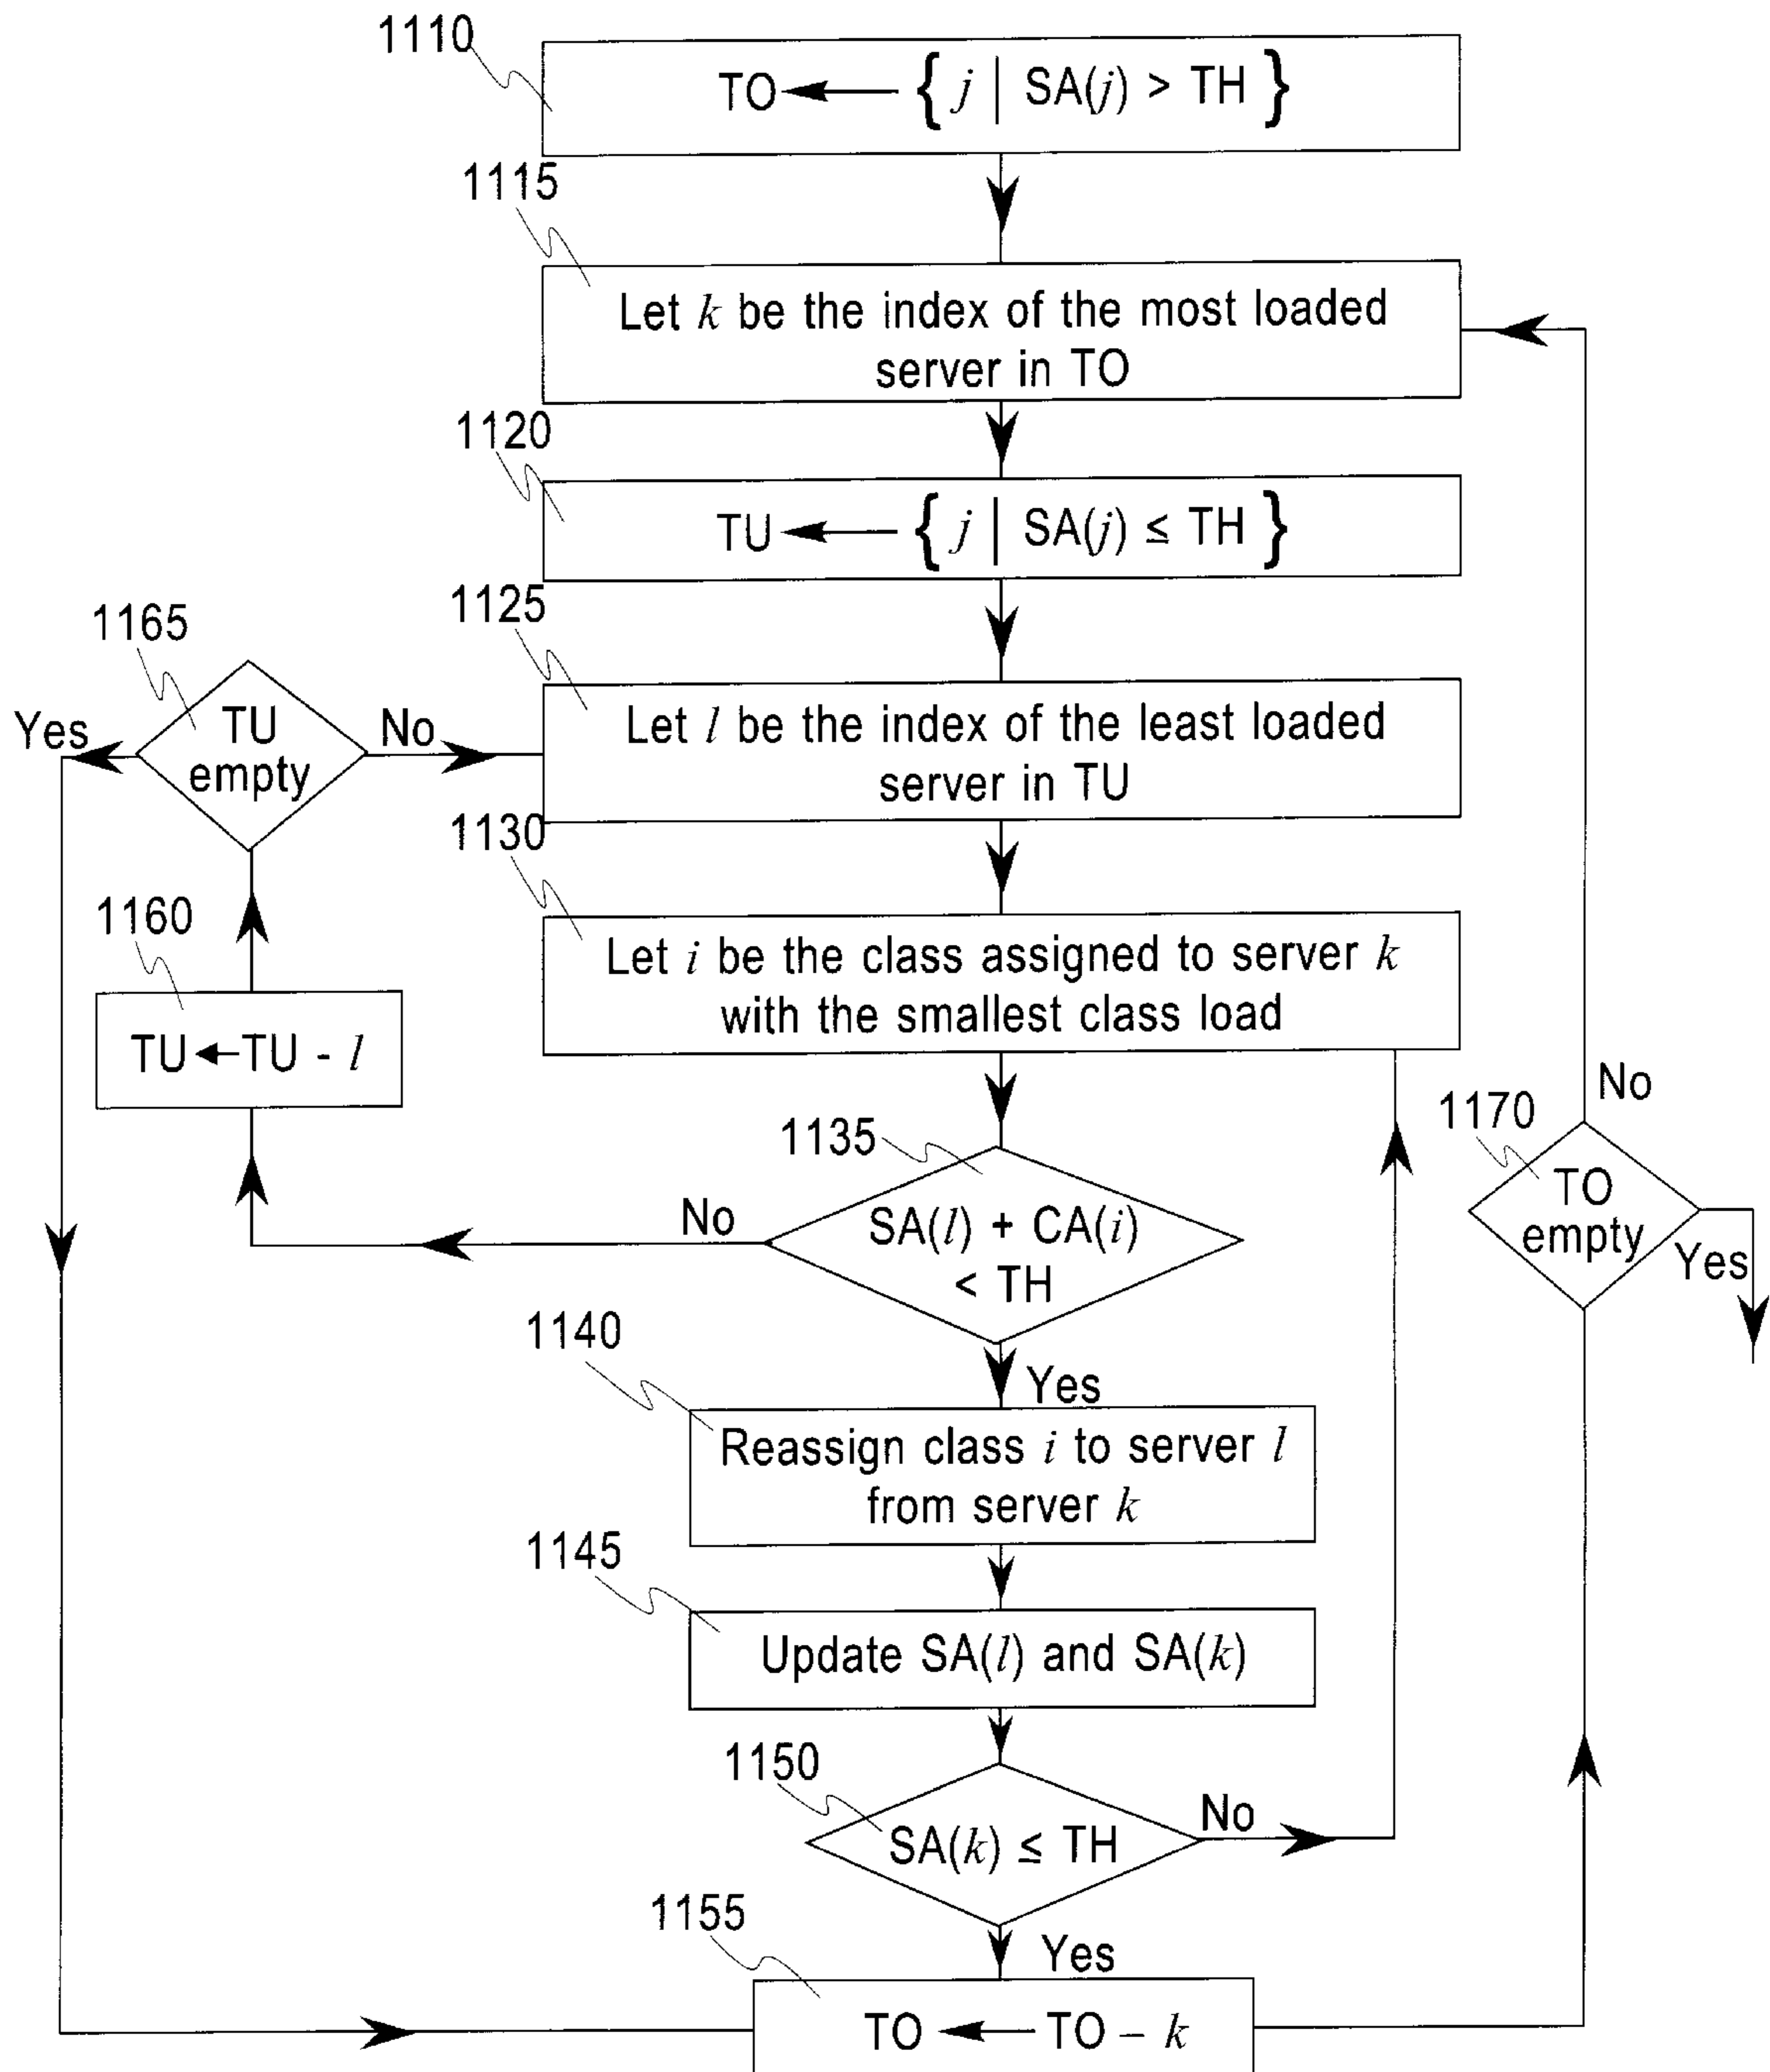 1110
TO ← { j | SA(j) > TH }
1115
Let k be the index of the most loaded
server in TO
1120
TU ← { j | SA(j) ≤ TH }
1125
Let l be the index of the least loaded
server in TU
1165
TU
empty
Yes
No
1130
Let i be the class assigned to server k
with the smallest class load
1160
TU ← TU - l
1135
SA(l) + CA(i)
< TH
No
Yes
1170
TO
empty
No
Yes
1140
Reassign class i to server l
from server k
1145
Update SA(l) and SA(k)
1150
SA(k) ≤ TH
No
Yes
1155
TO ← TO – k